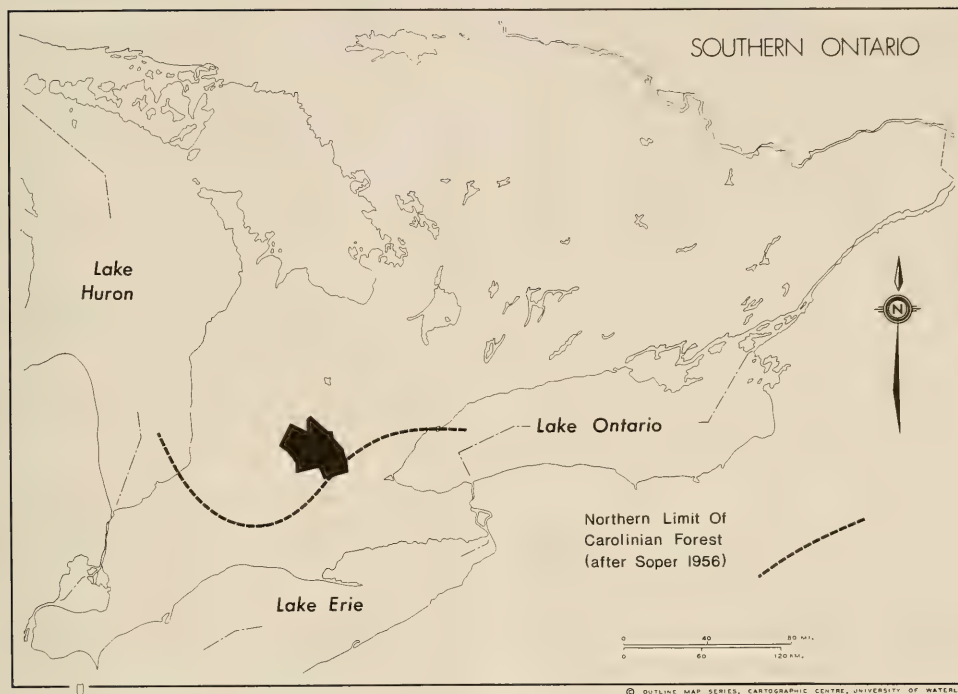 SOUTHERN ONTARIO
Lake
Huron
N
Lake Ontario
Northern Limit Of
Carolinian Forest
(after Soper 1956)
Lake Erie
0 40 80 MI.
0 60 120 KM.
© OUTLINE MAP SERIES, CARTOGRAPHIC CENTRE, UNIVERSITY OF WATERL